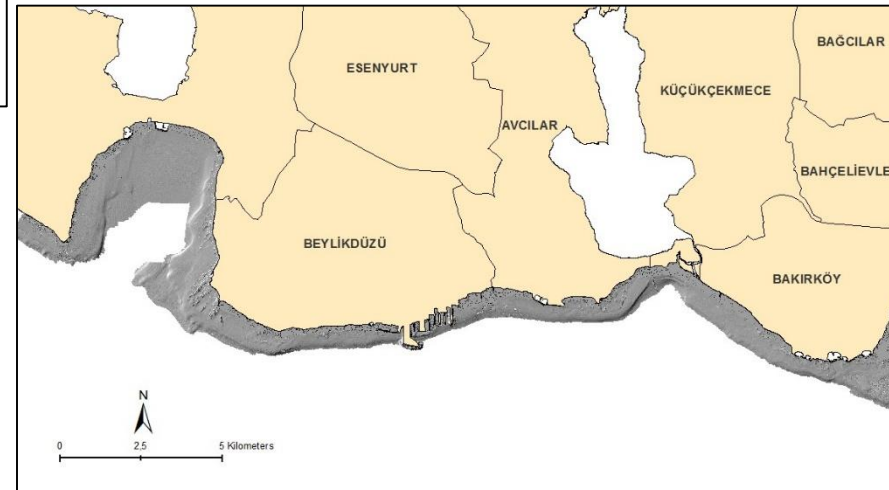 BAĞCILAR
ESENYURT
KÜÇÜKÇEKMECE
AVCILAR
BAHÇELİEVLE
BEYLİKDÜZÜ
BAKIRKÖY
N
0 2,5 5 Kilometers